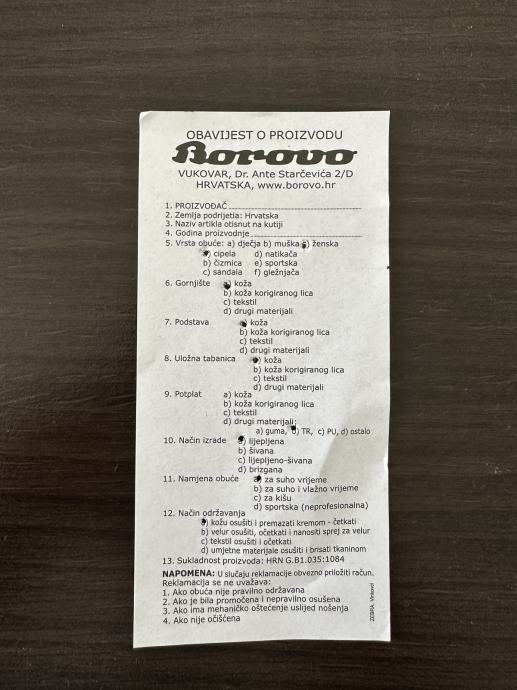 OBAVIJEST O PROIZVODU
Borovo
VUKOVAR, Dr. Ante Starčevića 2/D
HRVATSKA, www.borovo.hr
1. PROIZVOĐAČ
2. Zemlja podrijetla: Hrvatska
3. Naziv artikla otisnut na kutiji
4. Godina proizvodnje
5. Vrsta obuće: a) dječja b) muška c) ženska
a) cipela d) natikača
b) čizmica e) sportska
c) sandala f) gležnjača
6. Gornjište a) koža
b) koža korigiranog lica
c) tekstil
d) drugi materijali
7. Podstava a) koža
b) koža korigiranog lica
c) tekstil
d) drugi materijali
8. Uložna tabanica a) koža
b) koža korigiranog lica
c) tekstil
d) drugi materijali
9. Potplat a) koža
b) koža korigiranog lica
c) tekstil
d) drugi materijali:
a) guma, b) TR, c) PU, d) ostalo
10. Način izrade a) lijepljena
b) šivana
c) lijepljeno-šivana
d) brizgana
11. Namjena obuće a) za suho vrijeme
b) za suho i vlažno vrijeme
c) za kišu
d) sportska (neprofesionalna)
12. Način održavanja
a) kožu osušiti i premazati kremom - četkati
b) velur osušiti, očetkati i nanositi sprej za velur
c) tekstil osušiti i očetkati
d) umjetne materijale osušiti i brisati tkaninom
13. Sukladnost proizvoda: HRN G.B1.035:1084
NAPOMENA: U slučaju reklamacije obvezno priložiti račun.
Reklamacija se ne uvažava:
1. Ako obuća nije pravilno održavana
2. Ako je bila promočena i nepravilno osušena
3. Ako ima mehaničko oštećenje uslijed nošenja
4. Ako nije očišćena
ZEBRA, Vinkovci